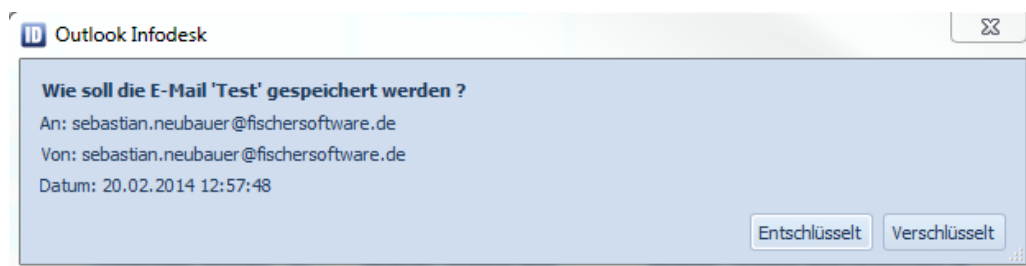 ID Outlook Infodesk
Wie soll die E-Mail 'Test' gespeichert werden ?
An: sebastian.neubauer@fischersoftware.de
Von: sebastian.neubauer@fischersoftware.de
Datum: 20.02.2014 12:57:48
Entschlüsselt Verschlüsselt